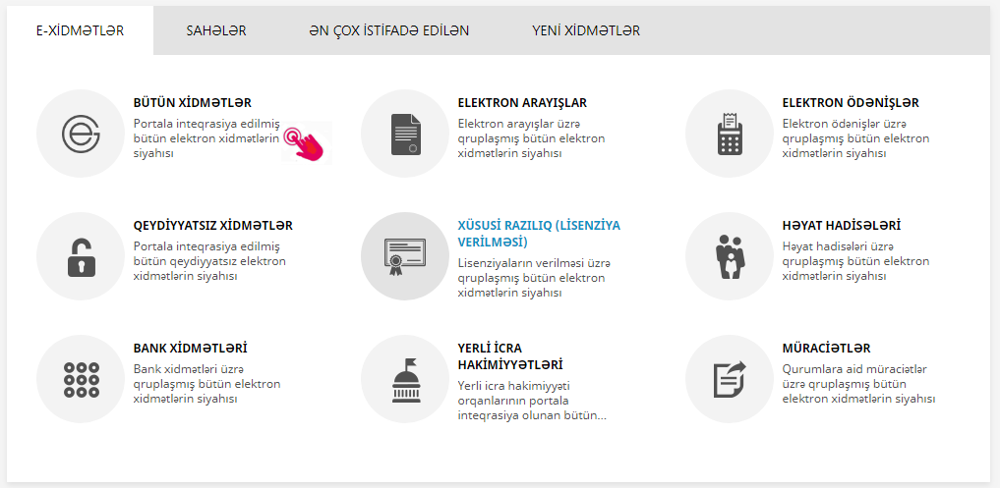 E-XİDMƏTLƏR
SAHƏLƏR
ƏN ÇOX İSTİFADƏ EDİLƏN
YENİ XİDMƏTLƏR
BÜTÜN XİDMƏTLƏR
Portala inteqrasiya edilmiş
bütün elektron xidmətlərin
siyahısı
ELEKTRON ARAYIŞLAR
Elektron arayışlar üzrə
qruplaşmış bütün elektron
xidmətlərin siyahısı
ELEKTRON ÖDƏNİŞLƏR
Elektron ödənişlər üzrə
qruplaşmış bütün elektron
xidmətlərin siyahısı
QEYDİYYATSIZ XİDMƏTLƏR
Portala inteqrasiya edilmiş
bütün qeydiyyatsız elektron
xidmətlərin siyahısı
XÜSUSİ RAZILIQ (LİSENZİYA
VERİLMƏSİ)
Lisenziyaların verilməsi üzrə
qruplaşmış bütün elektron
xidmətlərin siyahısı
HƏYAT HADİSƏLƏRİ
Həyat hadisələri üzrə
qruplaşmış bütün elektron
xidmətlərin siyahısı
BANK XİDMƏTLƏRİ
Bank xidmətləri üzrə
qruplaşmış bütün elektron
xidmətlərin siyahısı
YERLİ İCRA
HAKİMİYYƏTLƏRİ
Yerli icra hakimiyyəti
orqanlarının portala
inteqrasiya olunan bütün...
MÜRACİƏTLƏR
Qurumlara aid müraciətlər
üzrə qruplaşmış bütün
elektron xidmətlərin siyahısı